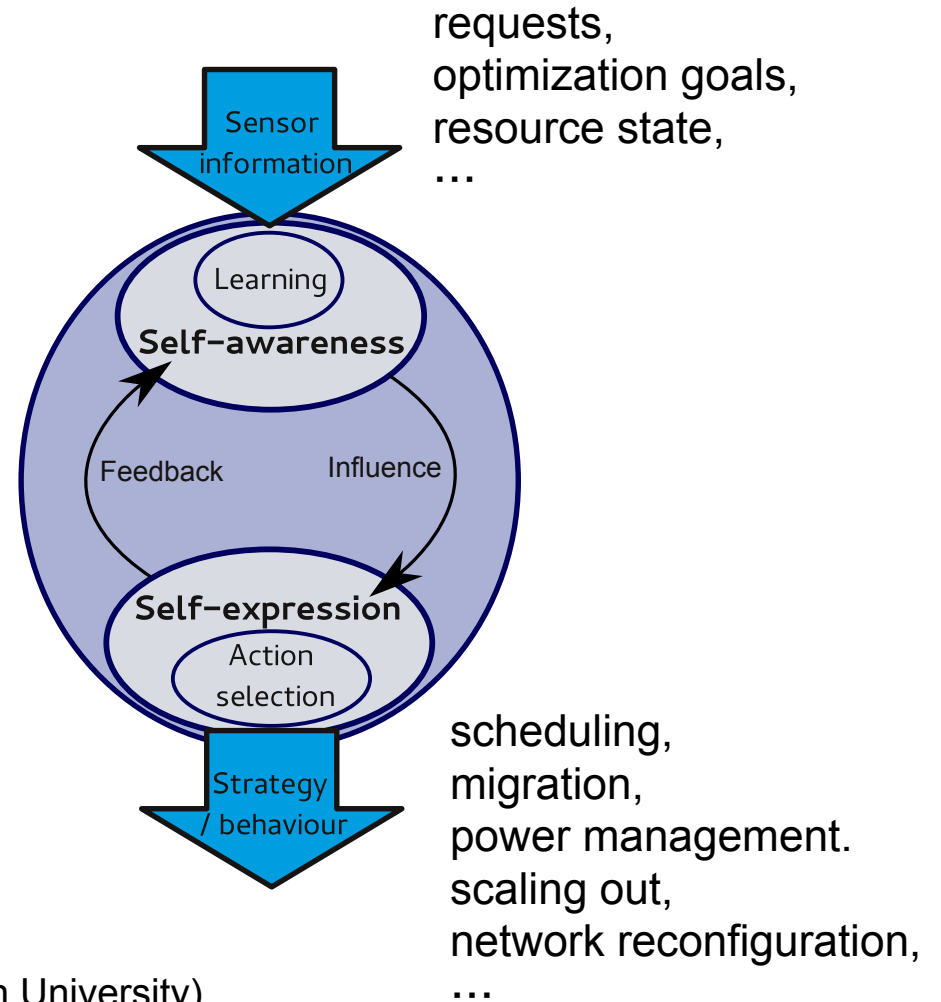 requests,
optimization goals,
resource state,
...
Sensor
information
Learning
Self-awareness
Feedback
Influence
Self-expression
Action
selection
Strategy
/ behaviour
scheduling,
migration,
power management.
scaling out,
network reconfiguration,
...
University)